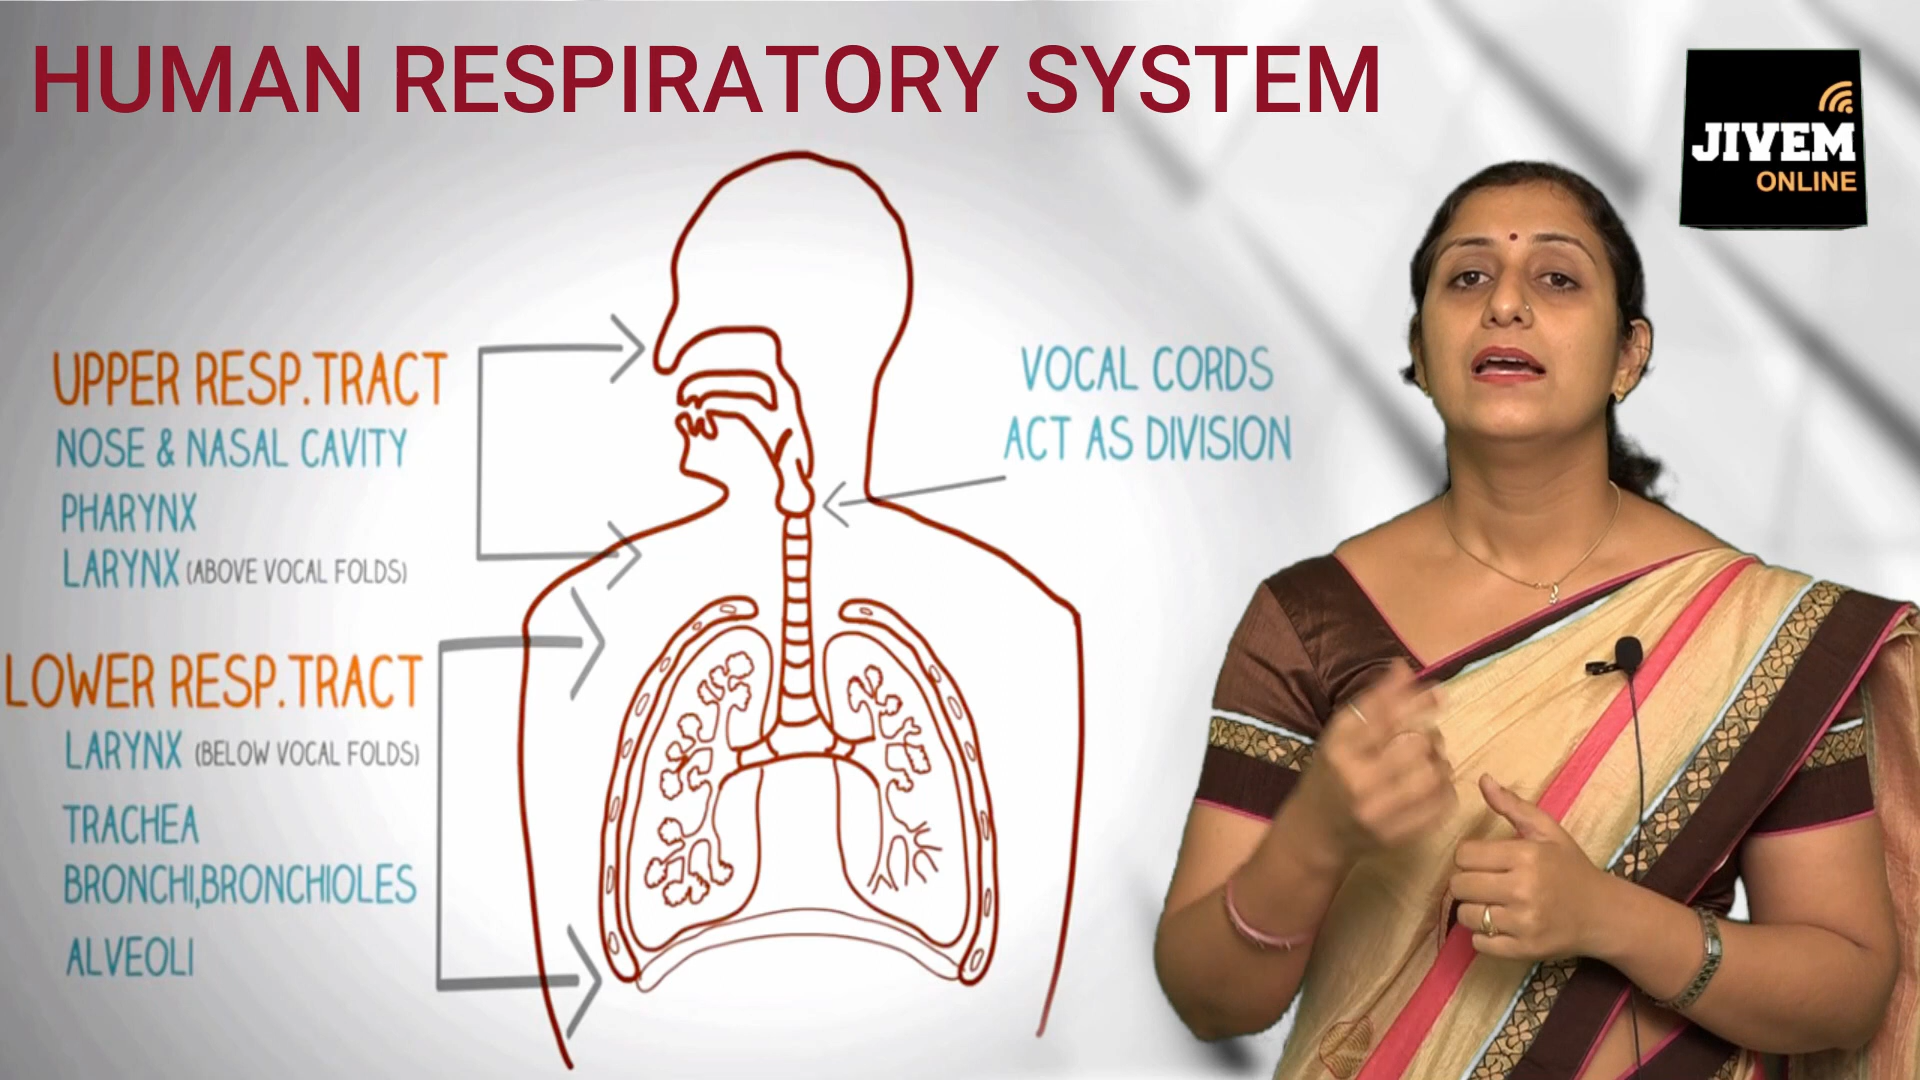 HUMAN RESPIRATORY SYSTEM
JIVEM
ONLINE
UPPER RESP.TRACT
NOSE & NASAL CAVITY
PHARYNX
LARYNX (ABOVE VOCAL FOLDS)
VOCAL CORDS
ACT AS DIVISION
LOWER RESP.TRACT
LARYNX (BELOW VOCAL FOLDS)
TRACHEA
BRONCHI,BRONCHIOLES
ALVEOLI